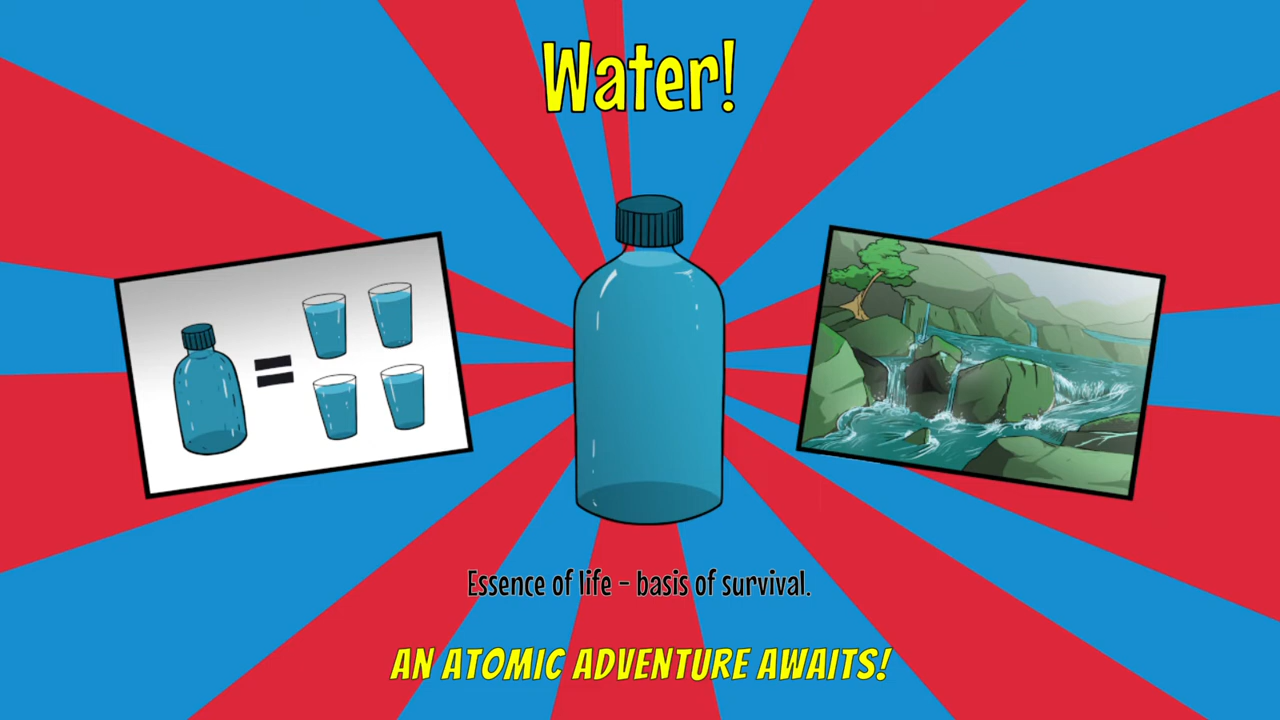 Water!
=
Essence of life - basis of survival.
AN ATOMIC ADVENTURE AWAITS!